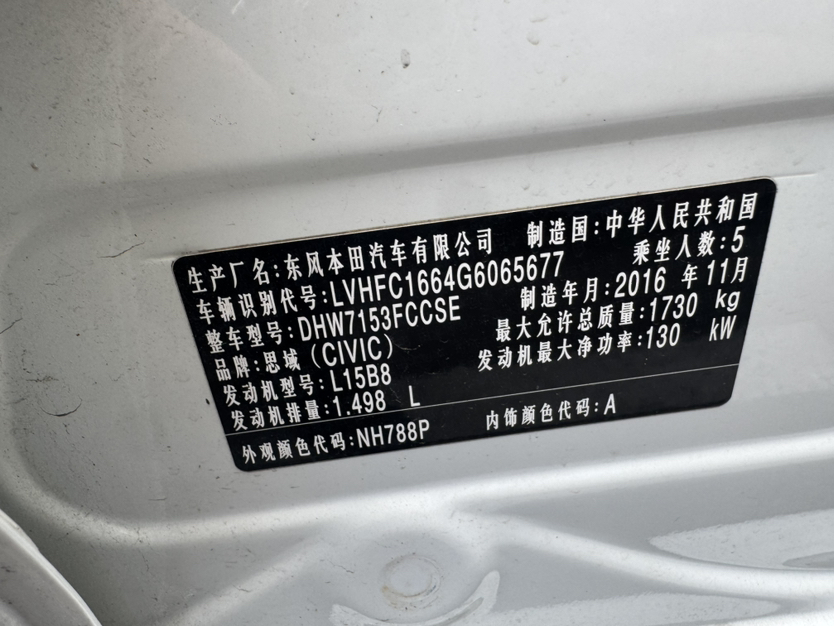 生产厂名:东风本田汽车有限公司 制造国:中华人民共和国
车辆识别代号:LVHFC1664G6065677 乘坐人数:5
整车型号:DHW7153FCCSE 制造年月:2016 年 11月
品牌:思域(CIVIC) 最大允许总质量:1730 kg
发动机型号:L15B8 发动机最大净功率:130 kW
发动机排量:1.498 L
外观颜色代码:NH788P 内饰颜色代码:A